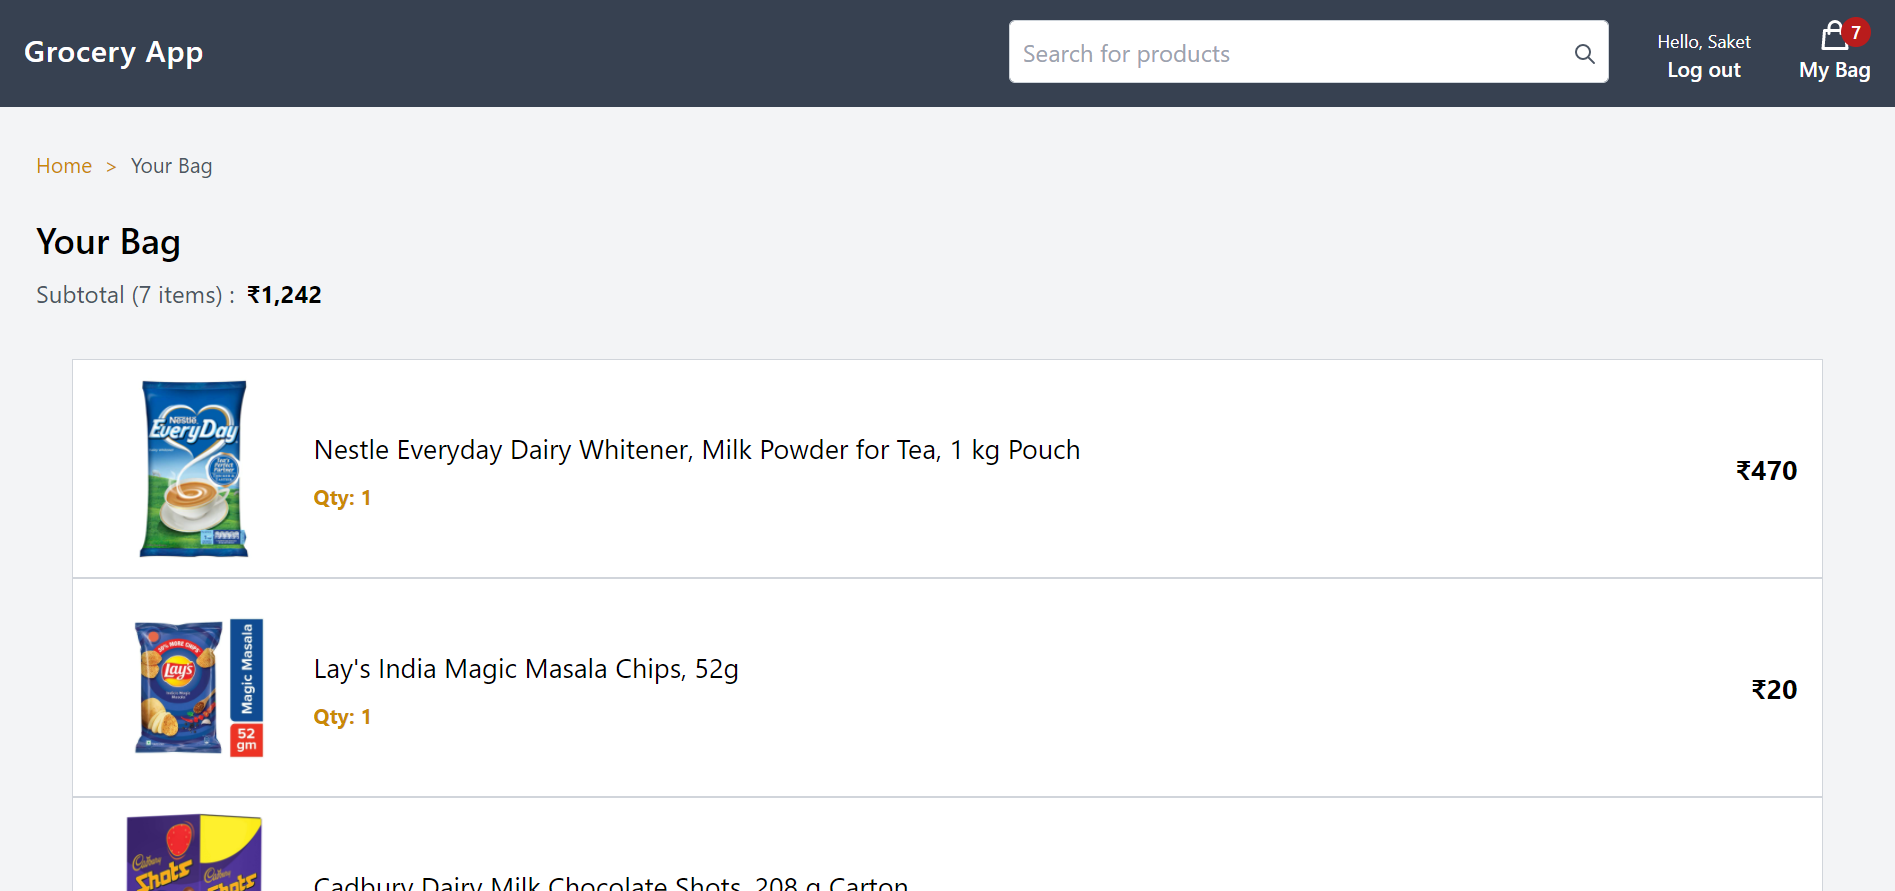 Grocery App
Search for products
Hello, Saket
Log out
7
My Bag
Home > Your Bag
Your Bag
Subtotal (7 items) : ₹1,242
Nestlé
EveryDay
Nestle Everyday Dairy Whitener, Milk Powder for Tea, 1 kg Pouch
Qty: 1
₹470
Lay's
Magic Masala
52
gm
Lay's India Magic Masala Chips, 52g
Qty: 1
₹20
Cadbury
Shots
Cadbury
Shots
Cadbury Dairy Milk Chocolate Shots, 208 g Carton